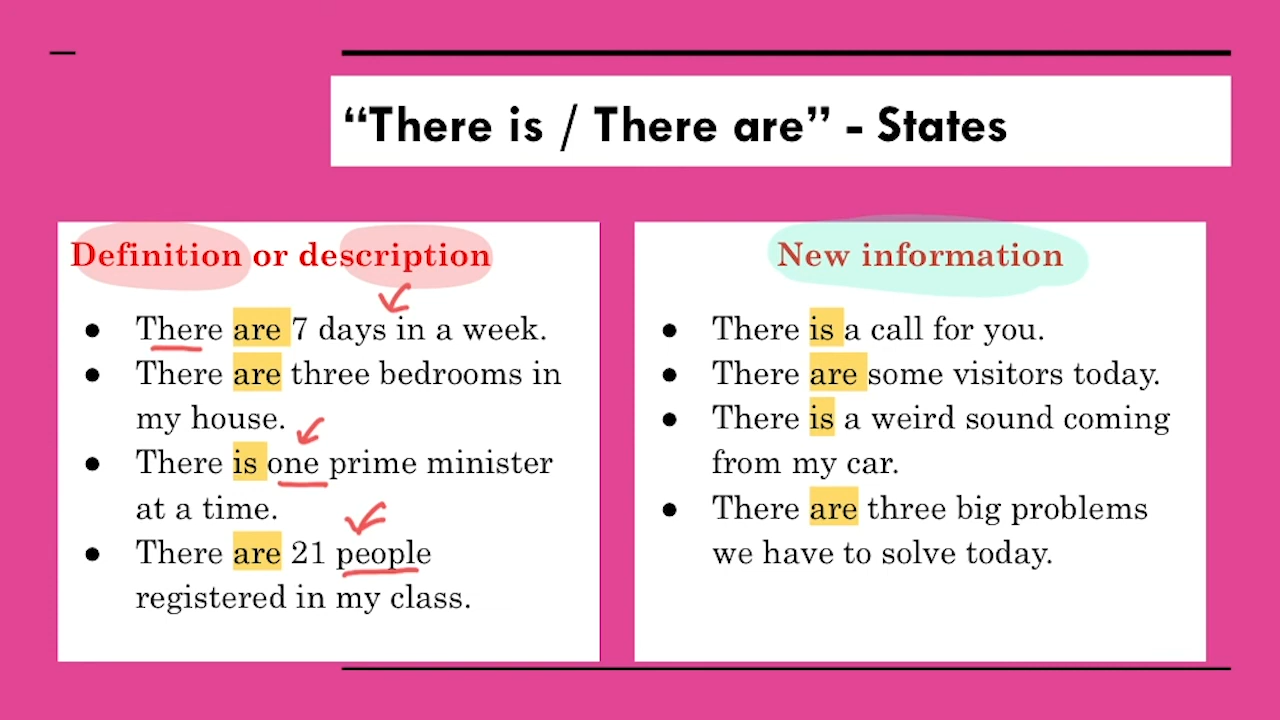 “There is / There are” - States
Definition or description
● There are 7 days in a week.
● There are three bedrooms in
my house.
● There is one prime minister
at a time.
● There are 21 people
registered in my class.
New information
● There is a call for you.
● There are some visitors today.
● There is a weird sound coming
from my car.
● There are three big problems
we have to solve today.